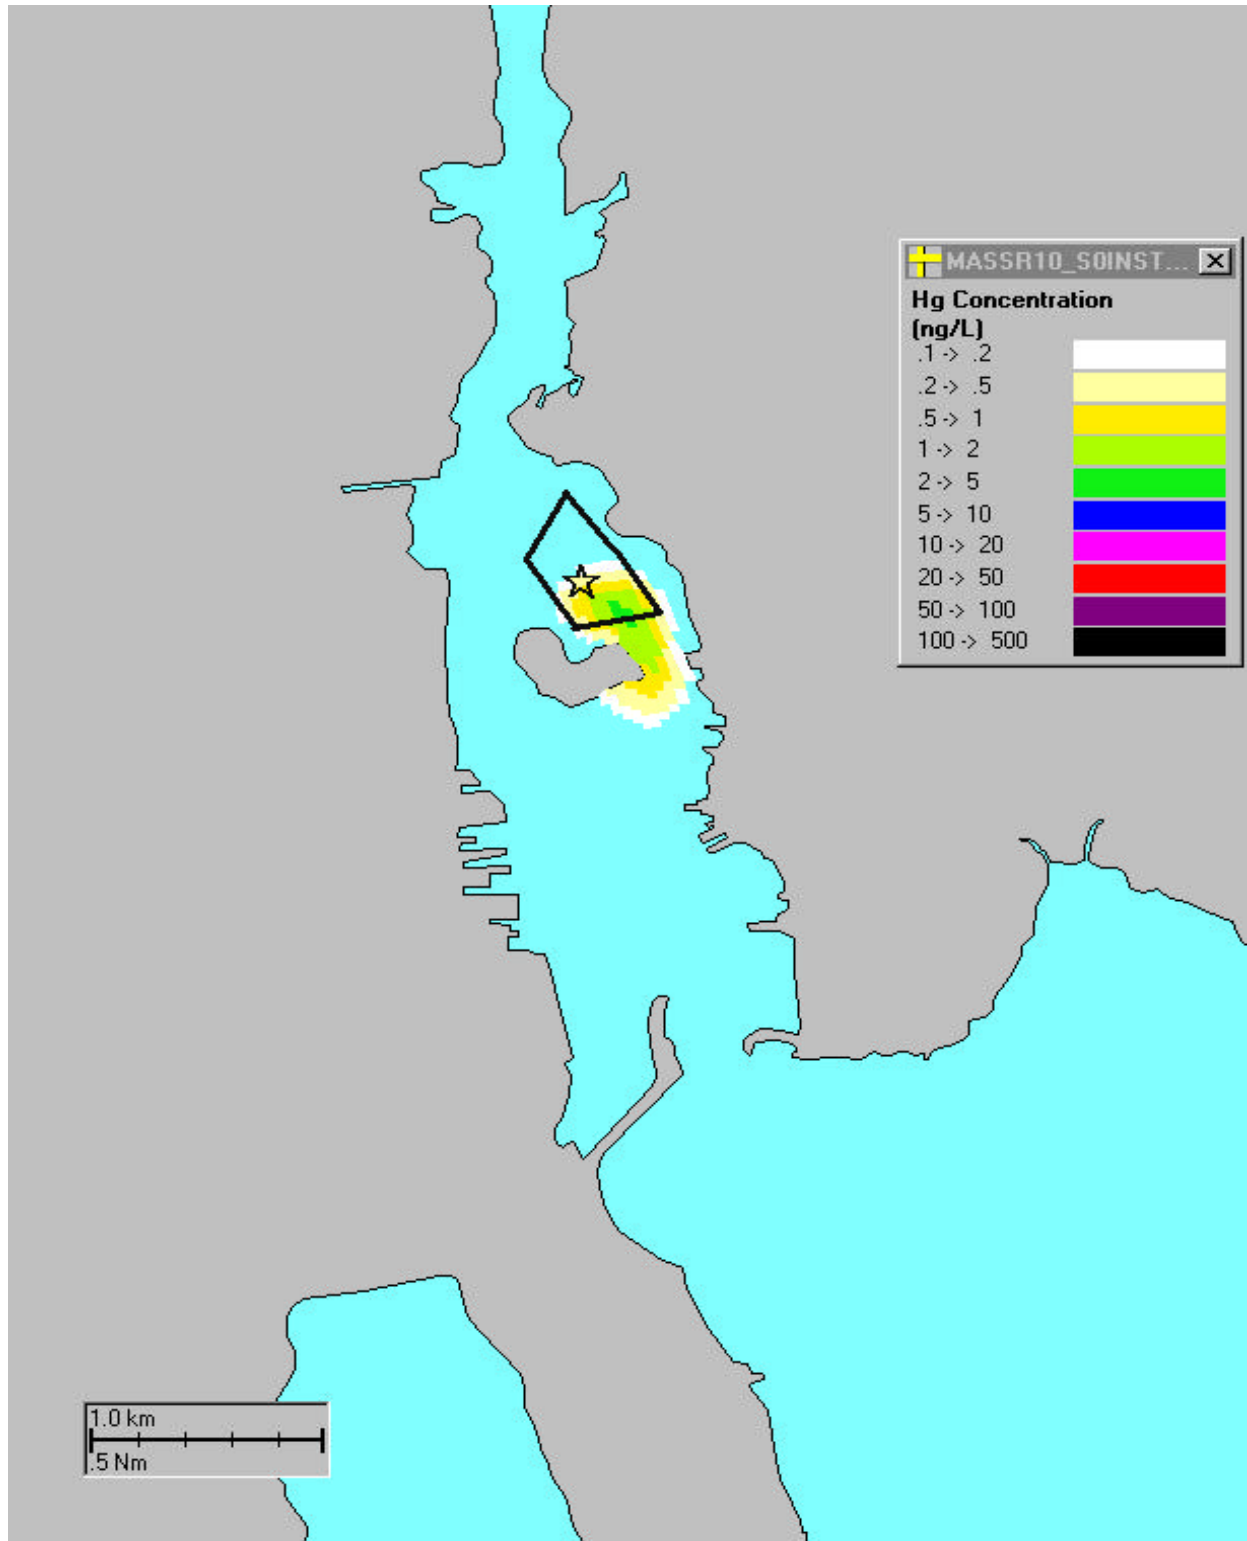 MASSR10_S0INST...
Hg Concentration
(ng/L)
.1 -> .2
.2 -> .5
.5 -> 1
1 -> 2
2 -> 5
5 -> 10
10 -> 20
20 -> 50
50 -> 100
100 -> 500
1.0 km
.5 Nm